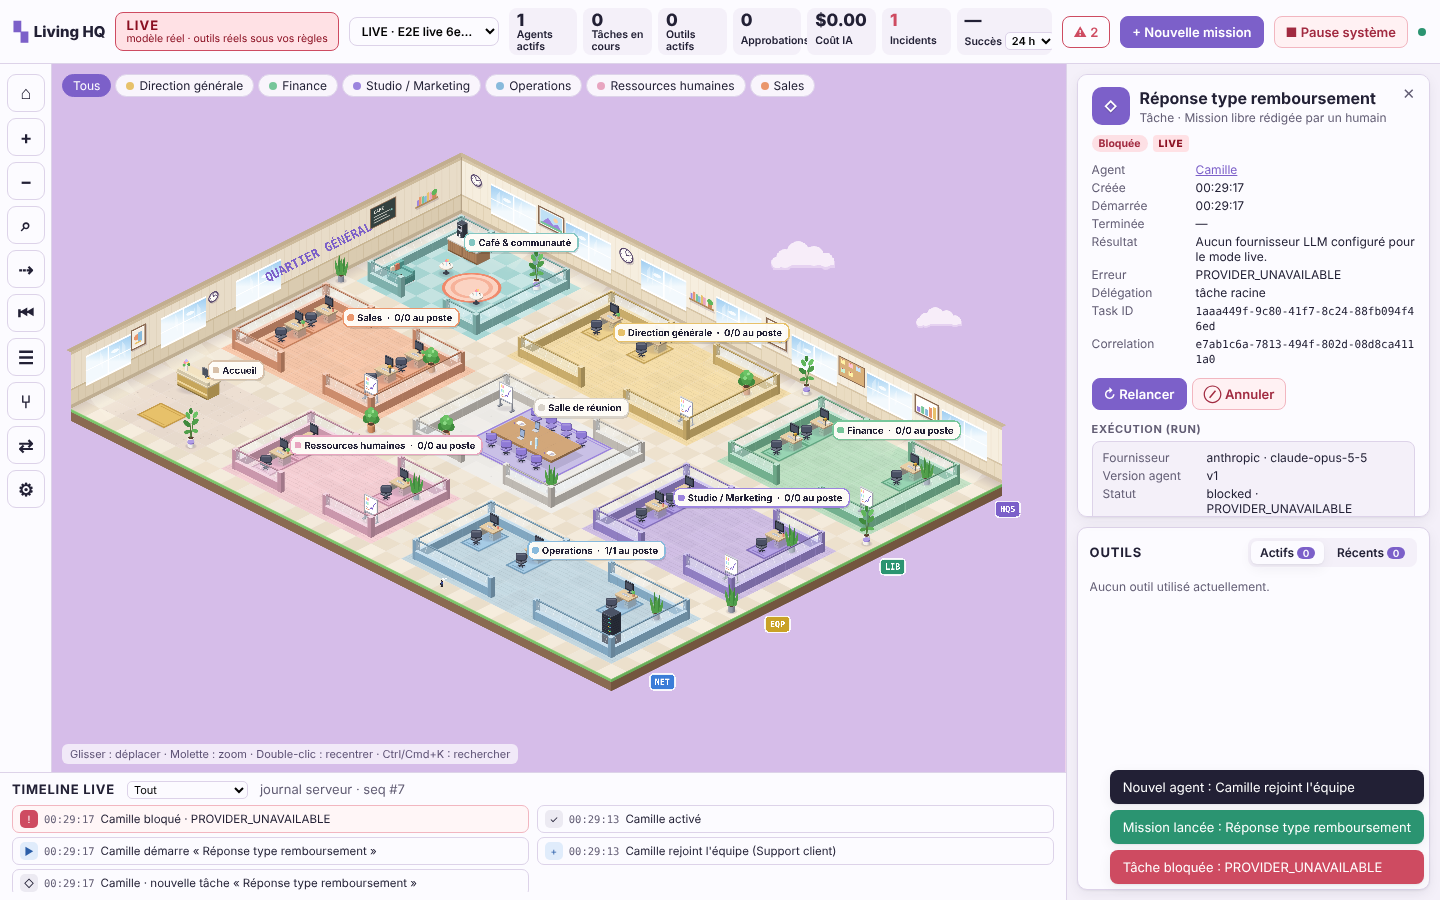 Living HQ
LIVE
modèle réel · outils réels sous vos règles
LIVE · E2E live 6e...
1
Agents actifs
0
Tâches en cours
0
Outils actifs
0
Approbations
$0.00
Coût IA
1
Incidents
—
Succès 24 h
⚠ 2
+ Nouvelle mission
Pause système
Tous
Direction générale
Finance
Studio / Marketing
Operations
Ressources humaines
Sales
QUARTIER GÉNÉRAL
CAFÉ
Café & communauté
Sales · 0/0 au poste
Direction générale · 0/0 au poste
Accueil
Salle de réunion
Finance · 0/0 au poste
Ressources humaines · 0/0 au poste
Studio / Marketing · 0/0 au poste
Operations · 1/1 au poste
HQS
LIB
EQP
NET
Glisser : déplacer · Molette : zoom · Double-clic : recentrer · Ctrl/Cmd+K : rechercher
TIMELINE LIVE
Tout
journal serveur · seq #7
! 00:29:17 Camille bloqué · PROVIDER_UNAVAILABLE
✓ 00:29:13 Camille activé
▶ 00:29:17 Camille démarre « Réponse type remboursement »
+ 00:29:13 Camille rejoint l'équipe (Support client)
◇ 00:29:17 Camille · nouvelle tâche « Réponse type remboursement »
Réponse type remboursement
Tâche · Mission libre rédigée par un humain
Bloquée LIVE
Agent Camille
Créée 00:29:17
Démarrée 00:29:17
Terminée —
Résultat Aucun fournisseur LLM configuré pour
le mode live.
Erreur PROVIDER_UNAVAILABLE
Délégation tâche racine
Task ID 1aaa449f-9c80-41f7-8c24-88fb094f4
6ed
Correlation e7ab1c6a-7813-494f-802d-08d8ca411
1a0
Relancer
Annuler
EXÉCUTION (RUN)
Fournisseur anthropic · claude-opus-5-5
Version agent v1
Statut blocked ·
PROVIDER_UNAVAILABLE
OUTILS
Actifs 0
Récents 0
Aucun outil utilisé actuellement.
Nouvel agent : Camille rejoint l'équipe
Mission lancée : Réponse type remboursement
Tâche bloquée : PROVIDER_UNAVAILABLE